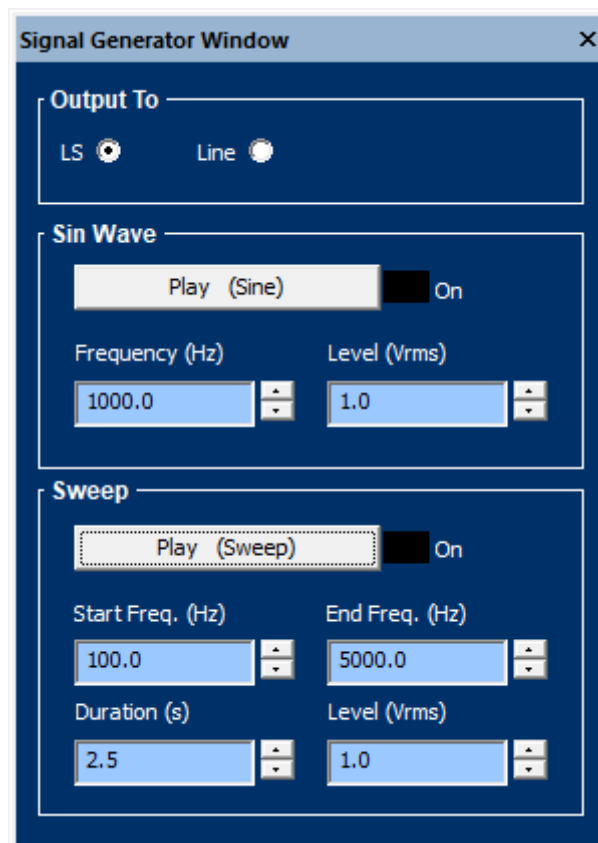 Signal Generator Window
Output To
LS Line
Sin Wave
Play (Sine) On
Frequency (Hz) Level (Vrms)
1000.0 1.0
Sweep
Play (Sweep) On
Start Freq. (Hz) End Freq. (Hz)
100.0 5000.0
Duration (s) Level (Vrms)
2.5 1.0